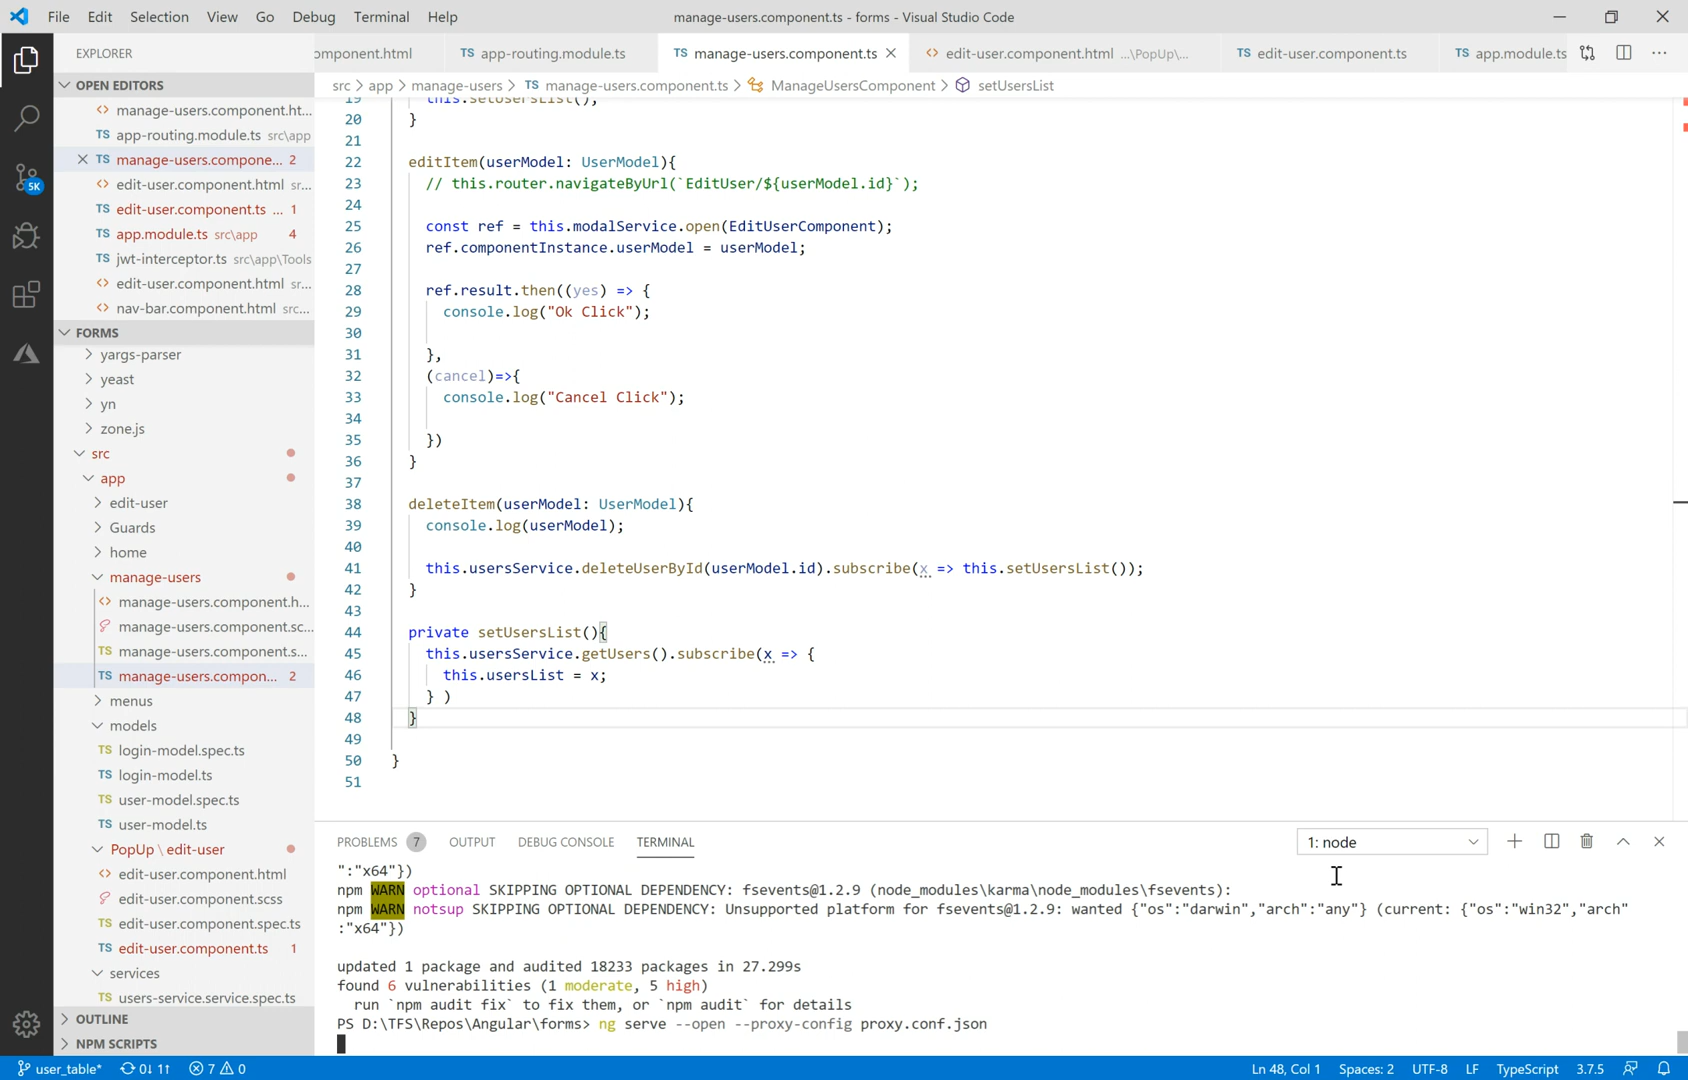 File Edit Selection View Go Debug Terminal Help
manage-users.component.ts - forms - Visual Studio Code
EXPLORER
omponent.html
TS app-routing.module.ts
TS manage-users.component.ts
<> edit-user.component.html ...\PopUp\...
TS edit-user.component.ts
TS app.module.ts
OPEN EDITORS
<> manage-users.component.ht...
TS app-routing.module.ts src\app
TS manage-users.compone... 2
<> edit-user.component.html sr...
TS edit-user.component.ts ... 1
TS app.module.ts src\app 4
TS jwt-interceptor.ts src\app\Tools
<> edit-user.component.html sr...
<> nav-bar.component.html src...
5K
FORMS
yargs-parser
yeast
yn
zone.js
src
app
edit-user
Guards
home
manage-users
<> manage-users.component.h...
manage-users.component.sc...
TS manage-users.component.s...
TS manage-users.compon... 2
menus
models
TS login-model.spec.ts
TS login-model.ts
TS user-model.spec.ts
TS user-model.ts
PopUp \ edit-user
<> edit-user.component.html
edit-user.component.scss
TS edit-user.component.spec.ts
TS edit-user.component.ts 1
services
TS users-service.service.spec.ts
OUTLINE
NPM SCRIPTS
src > app > manage-users > TS manage-users.component.ts > ManageUsersComponent > setUsersList
19 this.setUsersList();
20 }
21
22 editItem(userModel: UserModel){
23 // this.router.navigateByUrl(`EditUser/${userModel.id}`);
24
25 const ref = this.modalService.open(EditUserComponent);
26 ref.componentInstance.userModel = userModel;
27
28 ref.result.then((yes) => {
29 console.log("Ok Click");
30
31 },
32 (cancel)=>{
33 console.log("Cancel Click");
34
35 })
36 }
37
38 deleteItem(userModel: UserModel){
39 console.log(userModel);
40
41 this.usersService.deleteUserById(userModel.id).subscribe(x => this.setUsersList());
42 }
43
44 private setUsersList(){
45 this.usersService.getUsers().subscribe(x => {
46 this.usersList = x;
47 } )
48 }
49
50 }
51
PROBLEMS 7 OUTPUT DEBUG CONSOLE TERMINAL
1: node
":"x64"})
npm WARN optional SKIPPING OPTIONAL DEPENDENCY: fsevents@1.2.9 (node_modules\karma\node_modules\fsevents):
npm WARN notsup SKIPPING OPTIONAL DEPENDENCY: Unsupported platform for fsevents@1.2.9: wanted {"os":"darwin","arch":"any"} (current: {"os":"win32","arch"
:"x64"})
updated 1 package and audited 18233 packages in 27.299s
found 6 vulnerabilities (1 moderate, 5 high)
run `npm audit fix` to fix them, or `npm audit` for details
PS D:\TFS\Repos\Angular\forms> ng serve --open --proxy-config proxy.conf.json
user_table* 0↓ 1↑ 7 0
Ln 48, Col 1 Spaces: 2 UTF-8 LF TypeScript 3.7.5